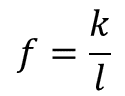 f = k/l